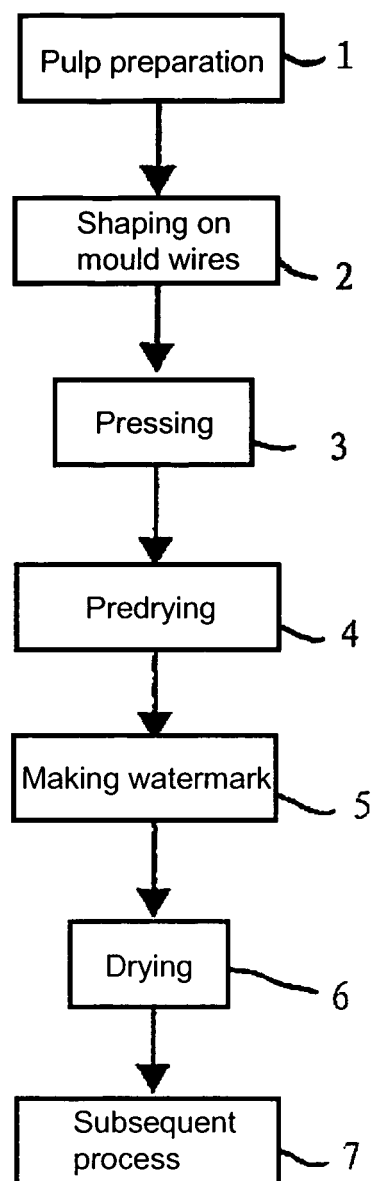 Pulp preparation
1
Shaping on
mould wires
2
Pressing
3
Predrying
4
Making watermark
5
Drying
6
Subsequent
process
7